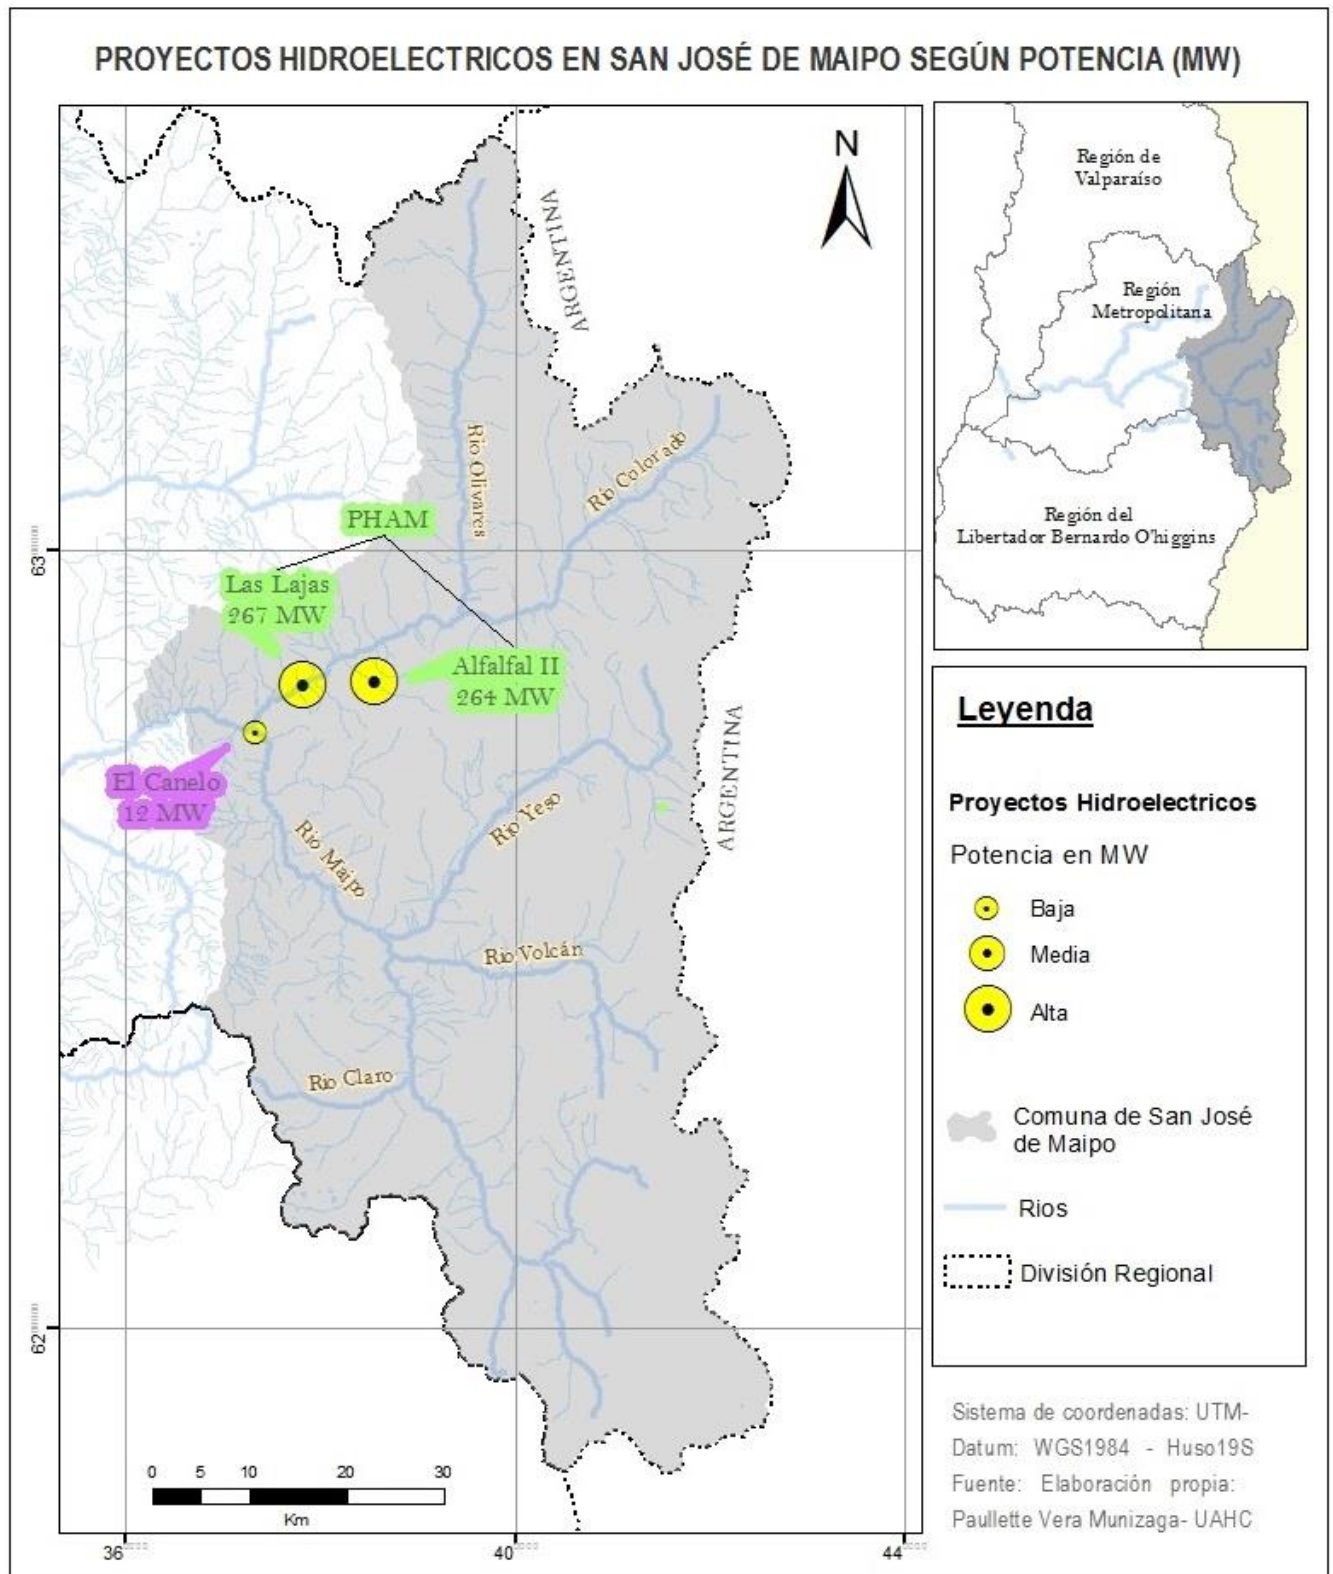 PROYECTOS HIDROELECTRICOS EN SAN JOSÉ DE MAIPO SEGÚN POTENCIA (MW)
N
ARGENTINA
Rio Olivares
Rio Colorado
PHAM
Las Lajas
267 MW
Alfalfal II
264 MW
El Canelo
12 MW
ARGENTINA
Rio Yeso
Rio Maipo
Rio Volcán
Rio Claro
63
62
0 5 10 20 30
Km
36
40
44
Región de
Valparaíso
Región
Metropolitana
Región del
Libertador Bernardo O'higgins
Leyenda
Proyectos Hidroelectricos
Potencia en MW
Baja
Media
Alta
Comuna de San José
de Maipo
Rios
División Regional
Sistema de coordenadas: UTM-
Datum: WGS1984 - Huso19S
Fuente: Elaboración propia:
Paullette Vera Munizaga- UAHC